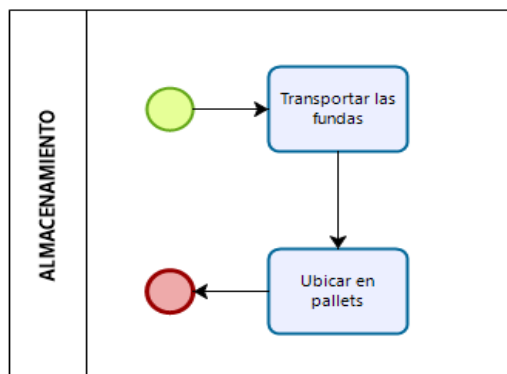 ALMACENAMIENTO
Transportar las
fundas
Ubicar en
pallets